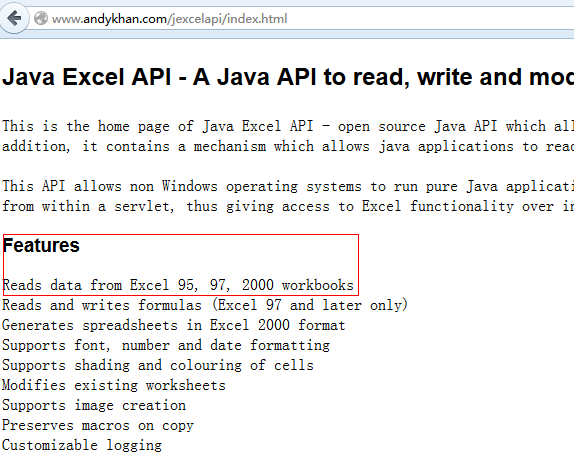 www.andykhan.com/jexcelapi/index.html
Java Excel API - A Java API to read, write and mod
This is the home page of Java Excel API - open source Java API which all
addition, it contains a mechanism which allows java applications to read
This API allows non Windows operating systems to run pure Java applicati
from within a servlet, thus giving access to Excel functionality over in
Features
Reads data from Excel 95, 97, 2000 workbooks
Reads and writes formulas (Excel 97 and later only)
Generates spreadsheets in Excel 2000 format
Supports font, number and date formatting
Supports shading and colouring of cells
Modifies existing worksheets
Supports image creation
Preserves macros on copy
Customizable logging